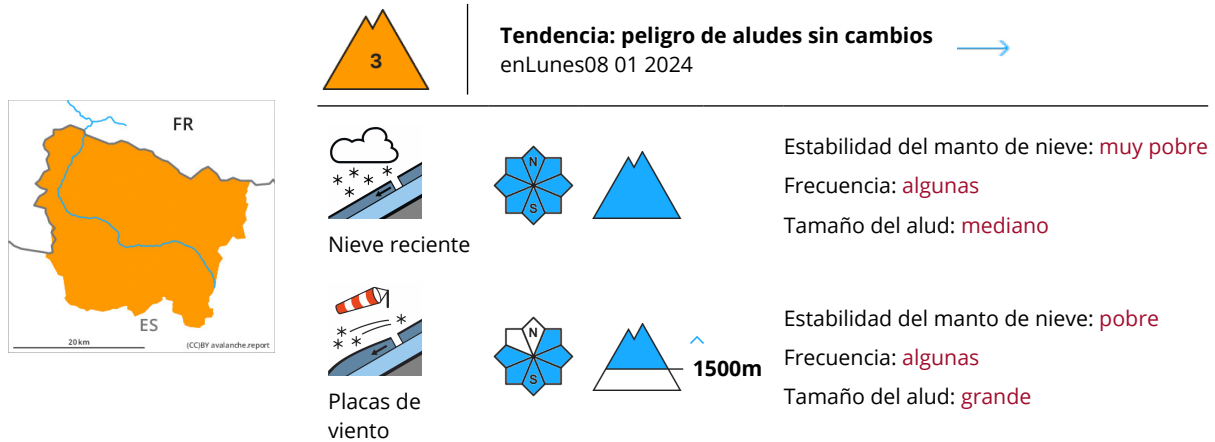 3
Tendencia: peligro de aludes sin cambios
enLunes08 01 2024
FR
ES
20 km
(CC)BY avalanche.report
N
S
Nieve reciente
Estabilidad del manto de nieve: muy pobre
Frecuencia: algunas
Tamaño del alud: mediano
N
S
1500m
Placas de
viento
Estabilidad del manto de nieve: pobre
Frecuencia: algunas
Tamaño del alud: grande